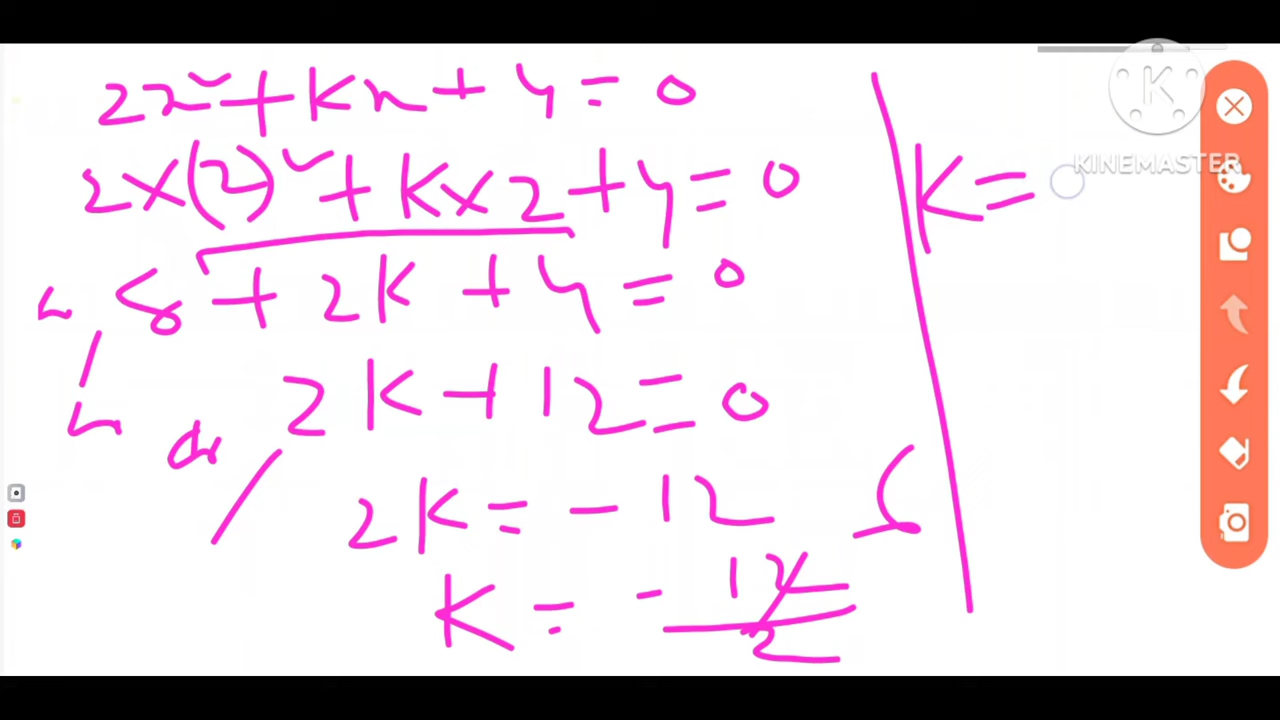 2x² + kx + 4 = 0
2×(2)² + k×2 + 4 = 0
8 + 2k + 4 = 0
or 2k + 12 = 0
2k = -12
k = -12/2
6
K =
K
KINEMASTER